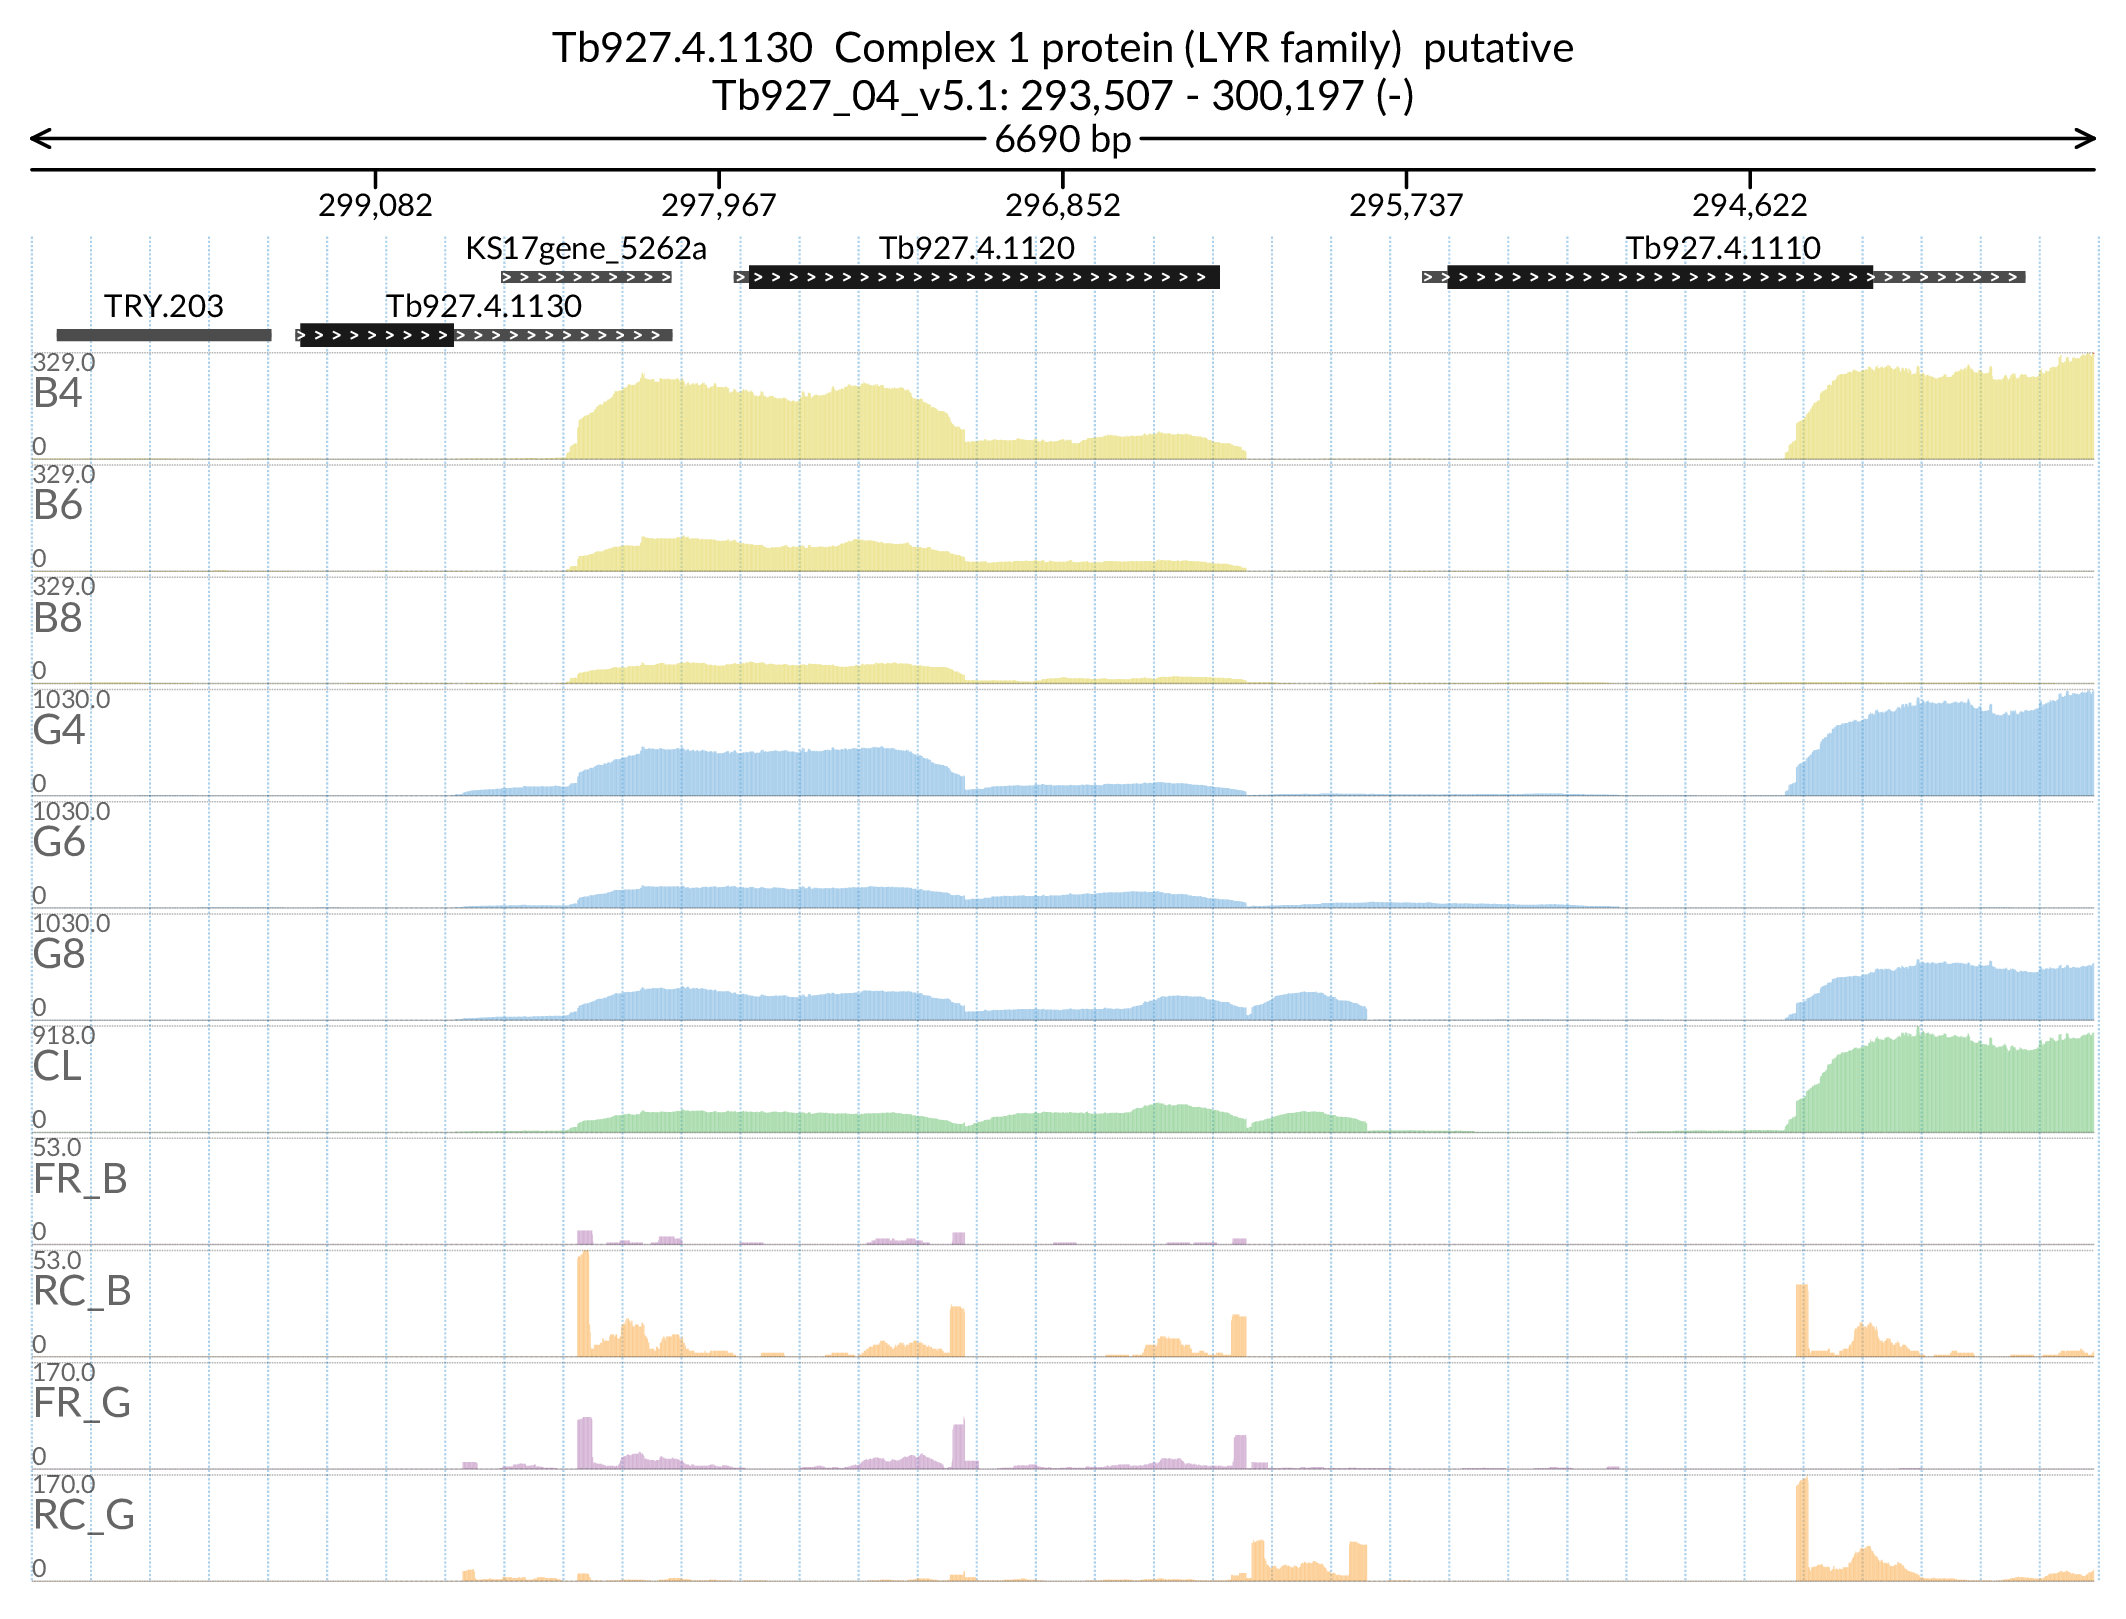 Tb927.4.1130  Complex 1 protein (LYR family)  putative
Tb927_04_v5.1: 293,507 - 300,197 (-)
6690 bp
299,082 297,967 296,852 295,737 294,622
KS17gene_5262a Tb927.4.1120 Tb927.4.1110
TRY.203 Tb927.4.1130
329.0
B4
0
329.0
B6
0
329.0
B8
0
1030.0
G4
0
1030.0
G6
0
1030.0
G8
0
918.0
CL
0
53.0
FR_B
0
53.0
RC_B
0
170.0
FR_G
0
170.0
RC_G
0